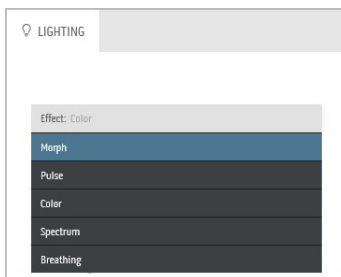 LIGHTING
Effect: Color
Morph
Pulse
Color
Spectrum
Breathing